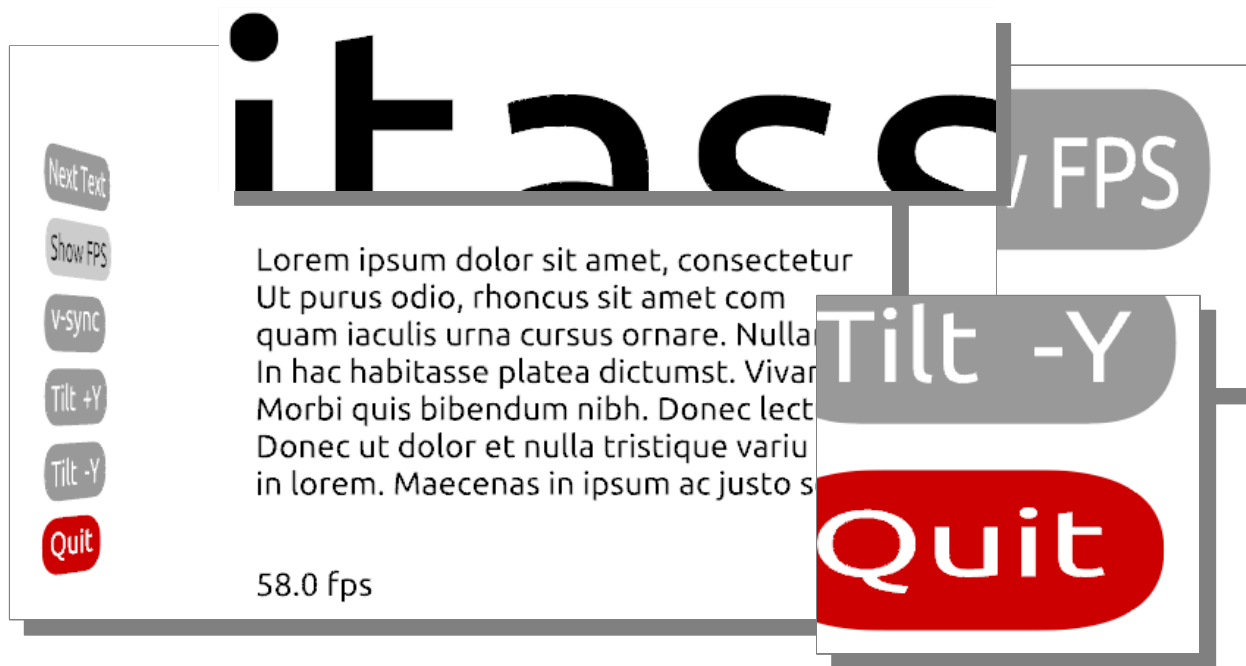 itass
Next Text
Show FPS
v-sync
Tilt +Y
Tilt -Y
Quit
Lorem ipsum dolor sit amet, consectetur
Ut purus odio, rhoncus sit amet com
quam iaculis urna cursus ornare. Nullar
In hac habitasse platea dictumst. Vivar
Morbi quis bibendum nibh. Donec lect
Donec ut dolor et nulla tristique variu
in lorem. Maecenas in ipsum ac justo s
58.0 fps
w FPS
Tilt -Y
Quit